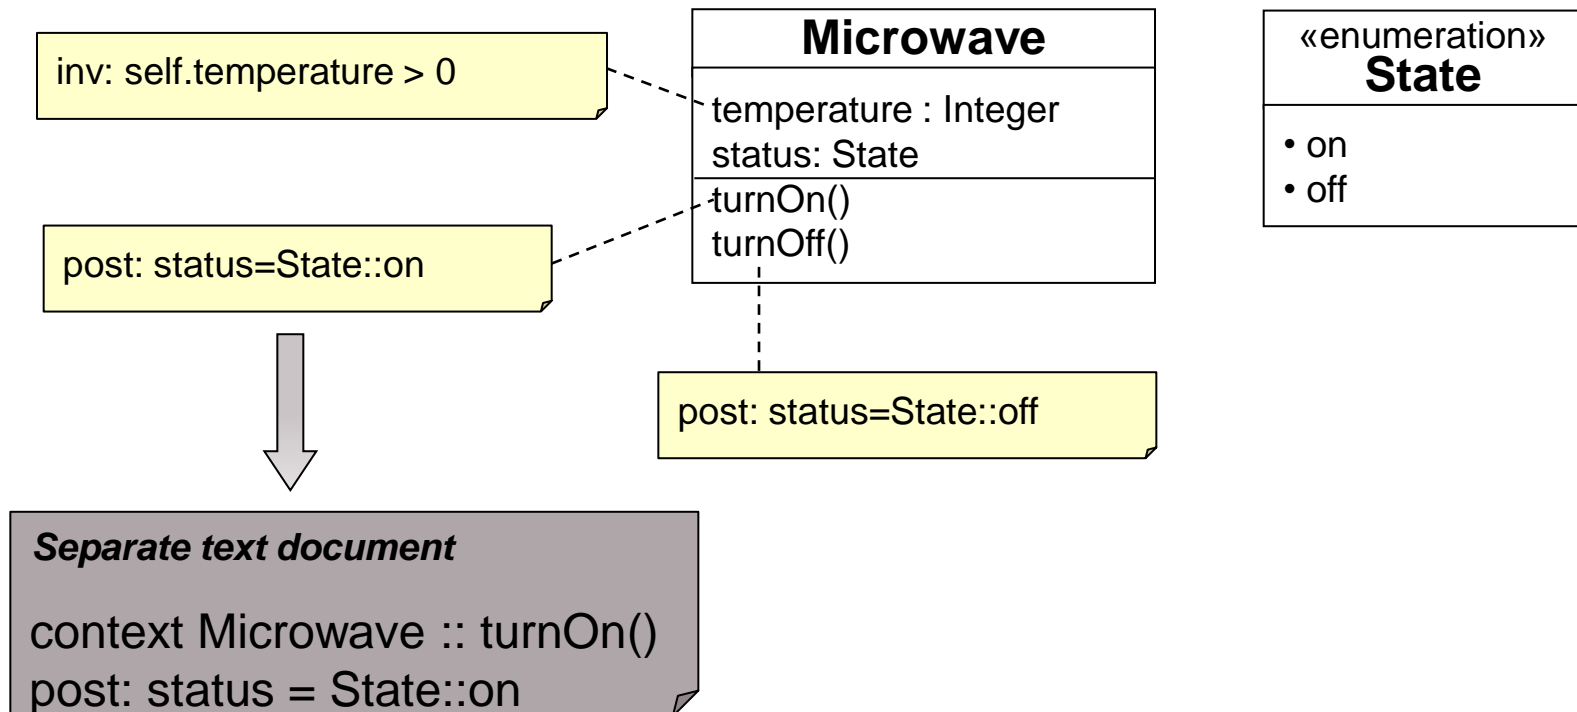 Microwave
«enumeration»
State
inv: self.temperature > 0
temperature : Integer
status: State
• on
• off
turnOn()
turnOff()
post: status=State::on
post: status=State::off
Separate text document
context Microwave :: turnOn()
post: status = State::on